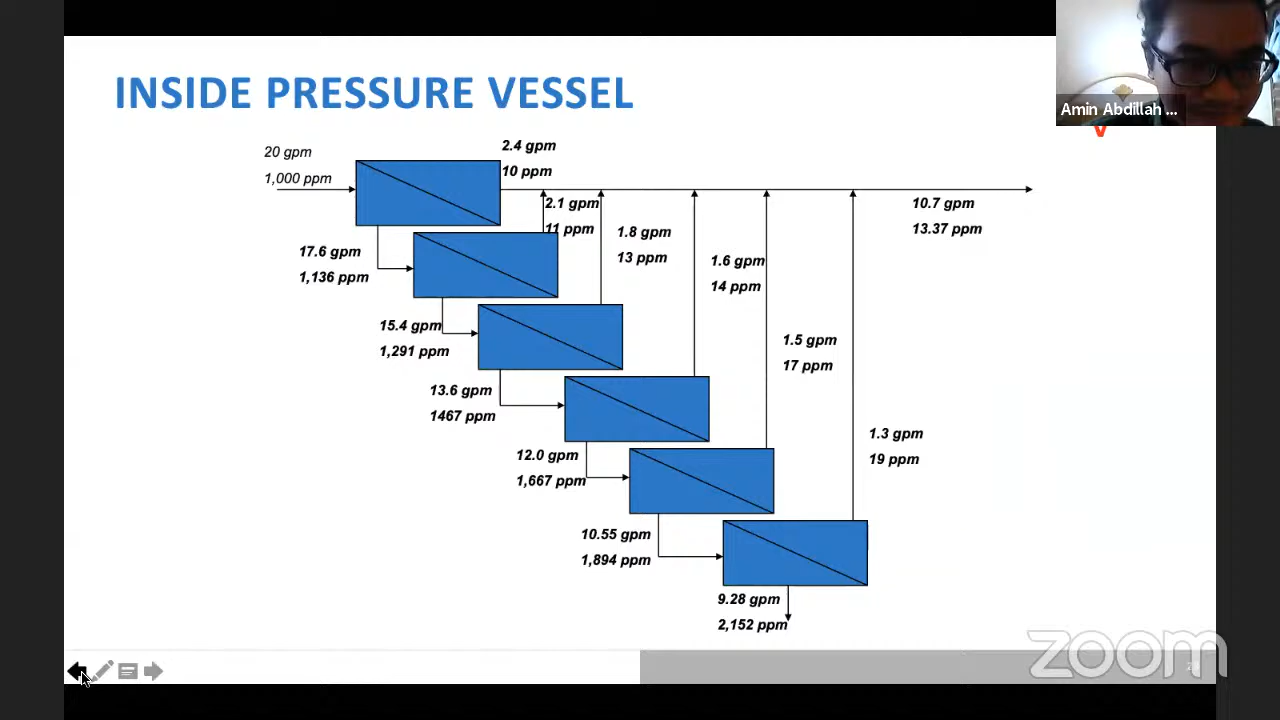 INSIDE PRESSURE VESSEL
Amin Abdillah ...
V
20 gpm
1,000 ppm
2.4 gpm
10 ppm
2.1 gpm
11 ppm
1.8 gpm
13 ppm
1.6 gpm
14 ppm
1.5 gpm
17 ppm
1.3 gpm
19 ppm
10.7 gpm
13.37 ppm
17.6 gpm
1,136 ppm
15.4 gpm
1,291 ppm
13.6 gpm
1467 ppm
12.0 gpm
1,667 ppm
10.55 gpm
1,894 ppm
9.28 gpm
2,152 ppm
zoom